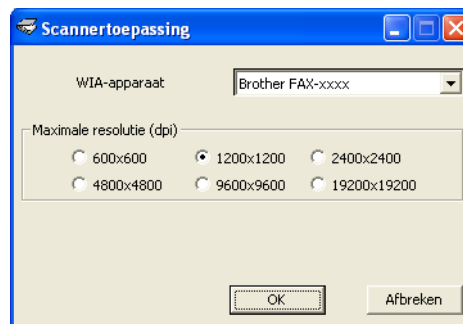 Scannertoepassing
WIA-apparaat Brother FAX-xxxx
Maximale resolutie (dpi)
600x600 1200x1200 2400x2400
4800x4800 9600x9600 19200x19200
OK Afbreken